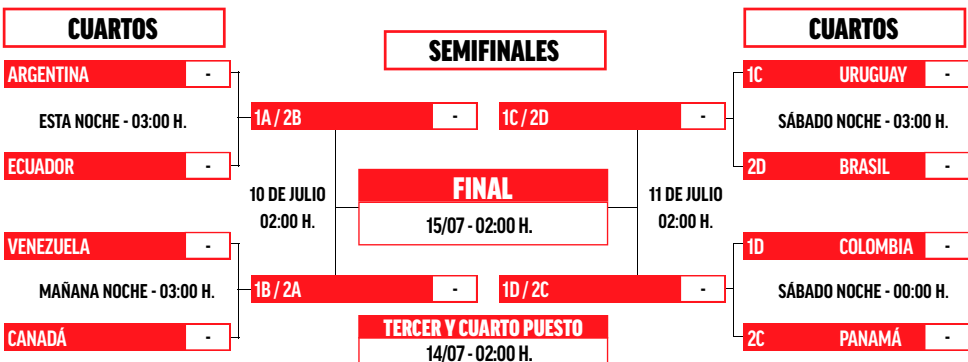 CUARTOS
ARGENTINA -
ESTA NOCHE - 03:00 H.
ECUADOR -
VENEZUELA -
MAÑANA NOCHE - 03:00 H.
CANADÁ -
SEMIFINALES
1A / 2B -
10 DE JULIO
02:00 H.
1B / 2A -
1C / 2D -
11 DE JULIO
02:00 H.
1D / 2C -
FINAL
15/07 - 02:00 H.
TERCER Y CUARTO PUESTO
14/07 - 02:00 H.
CUARTOS
1C URUGUAY -
SÁBADO NOCHE - 03:00 H.
2D BRASIL -
1D COLOMBIA -
SÁBADO NOCHE - 00:00 H.
2C PANAMÁ -